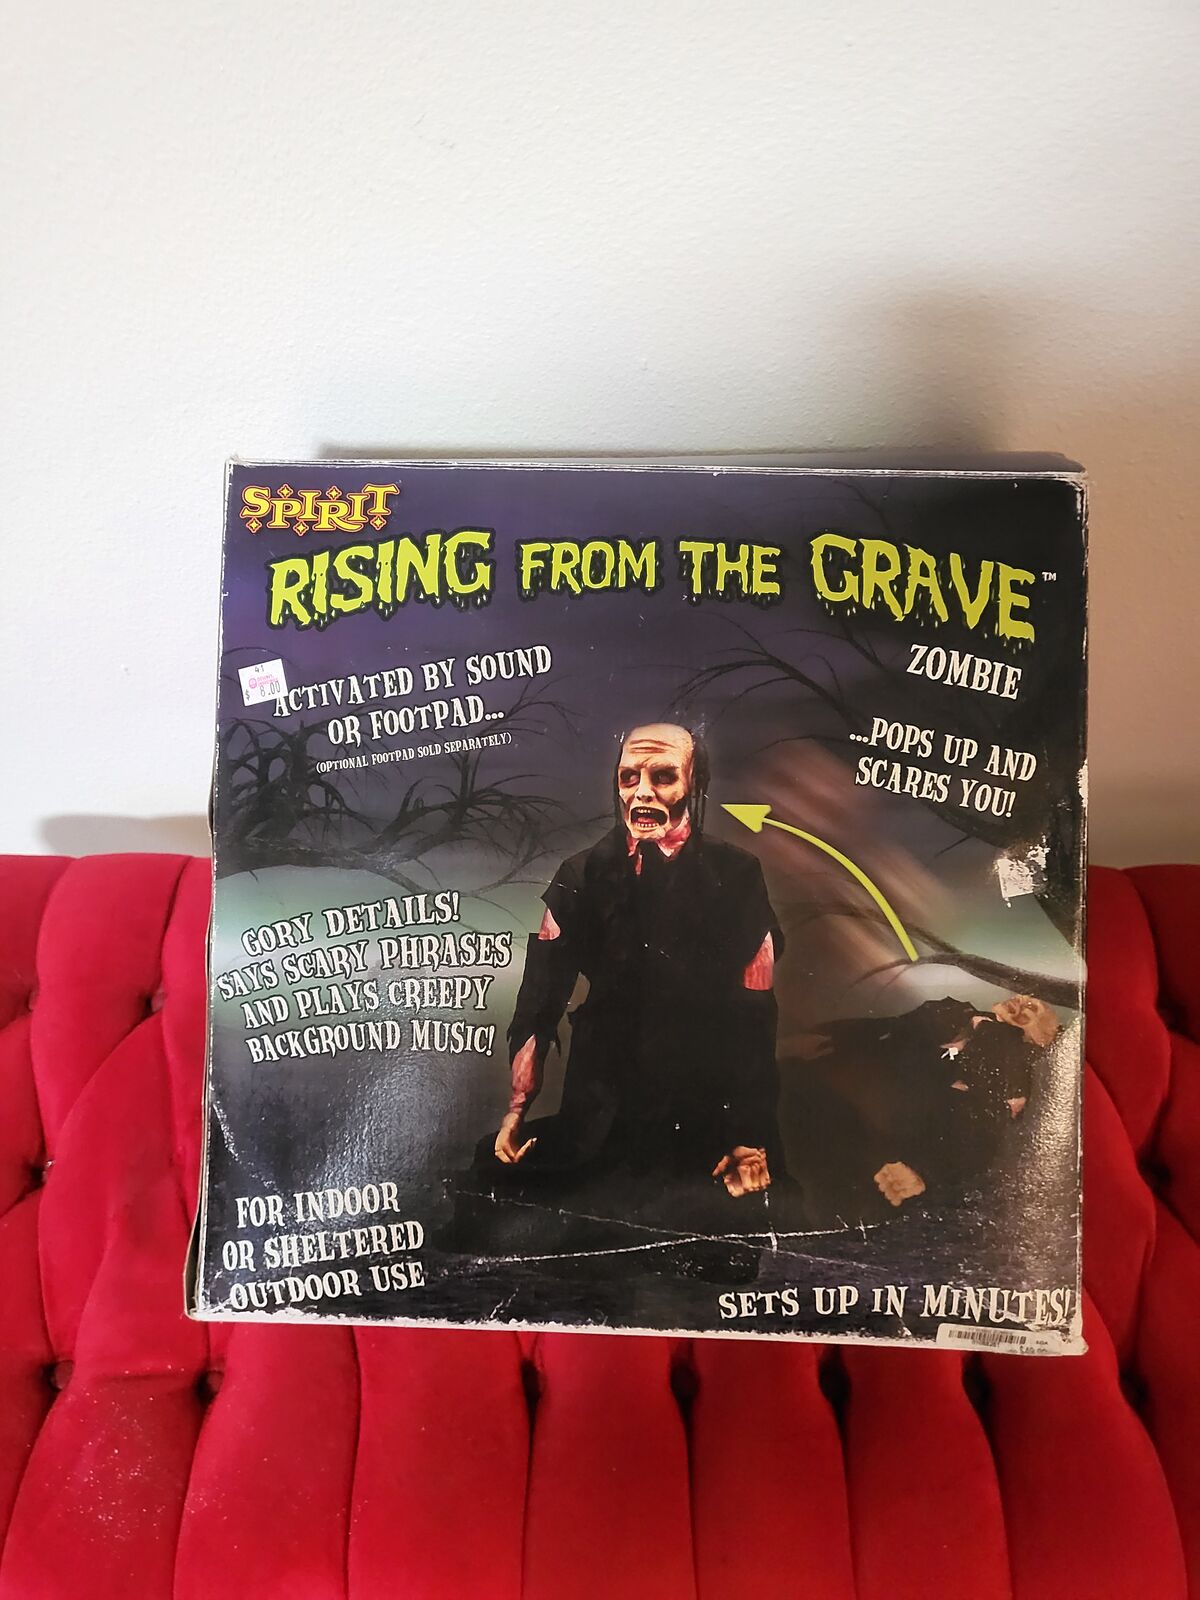 SPIRIT
RISING FROM THE GRAVE™
ZOMBIE
41
$ 8.00
ACTIVATED BY SOUND
OR FOOTPAD...
(OPTIONAL FOOTPAD SOLD SEPARATELY)
...POPS UP AND
SCARES YOU!
GORY DETAILS!
SAYS SCARY PHRASES
AND PLAYS CREEPY
BACKGROUND MUSIC!
FOR INDOOR
OR SHELTERED
OUTDOOR USE
SETS UP IN MINUTES!